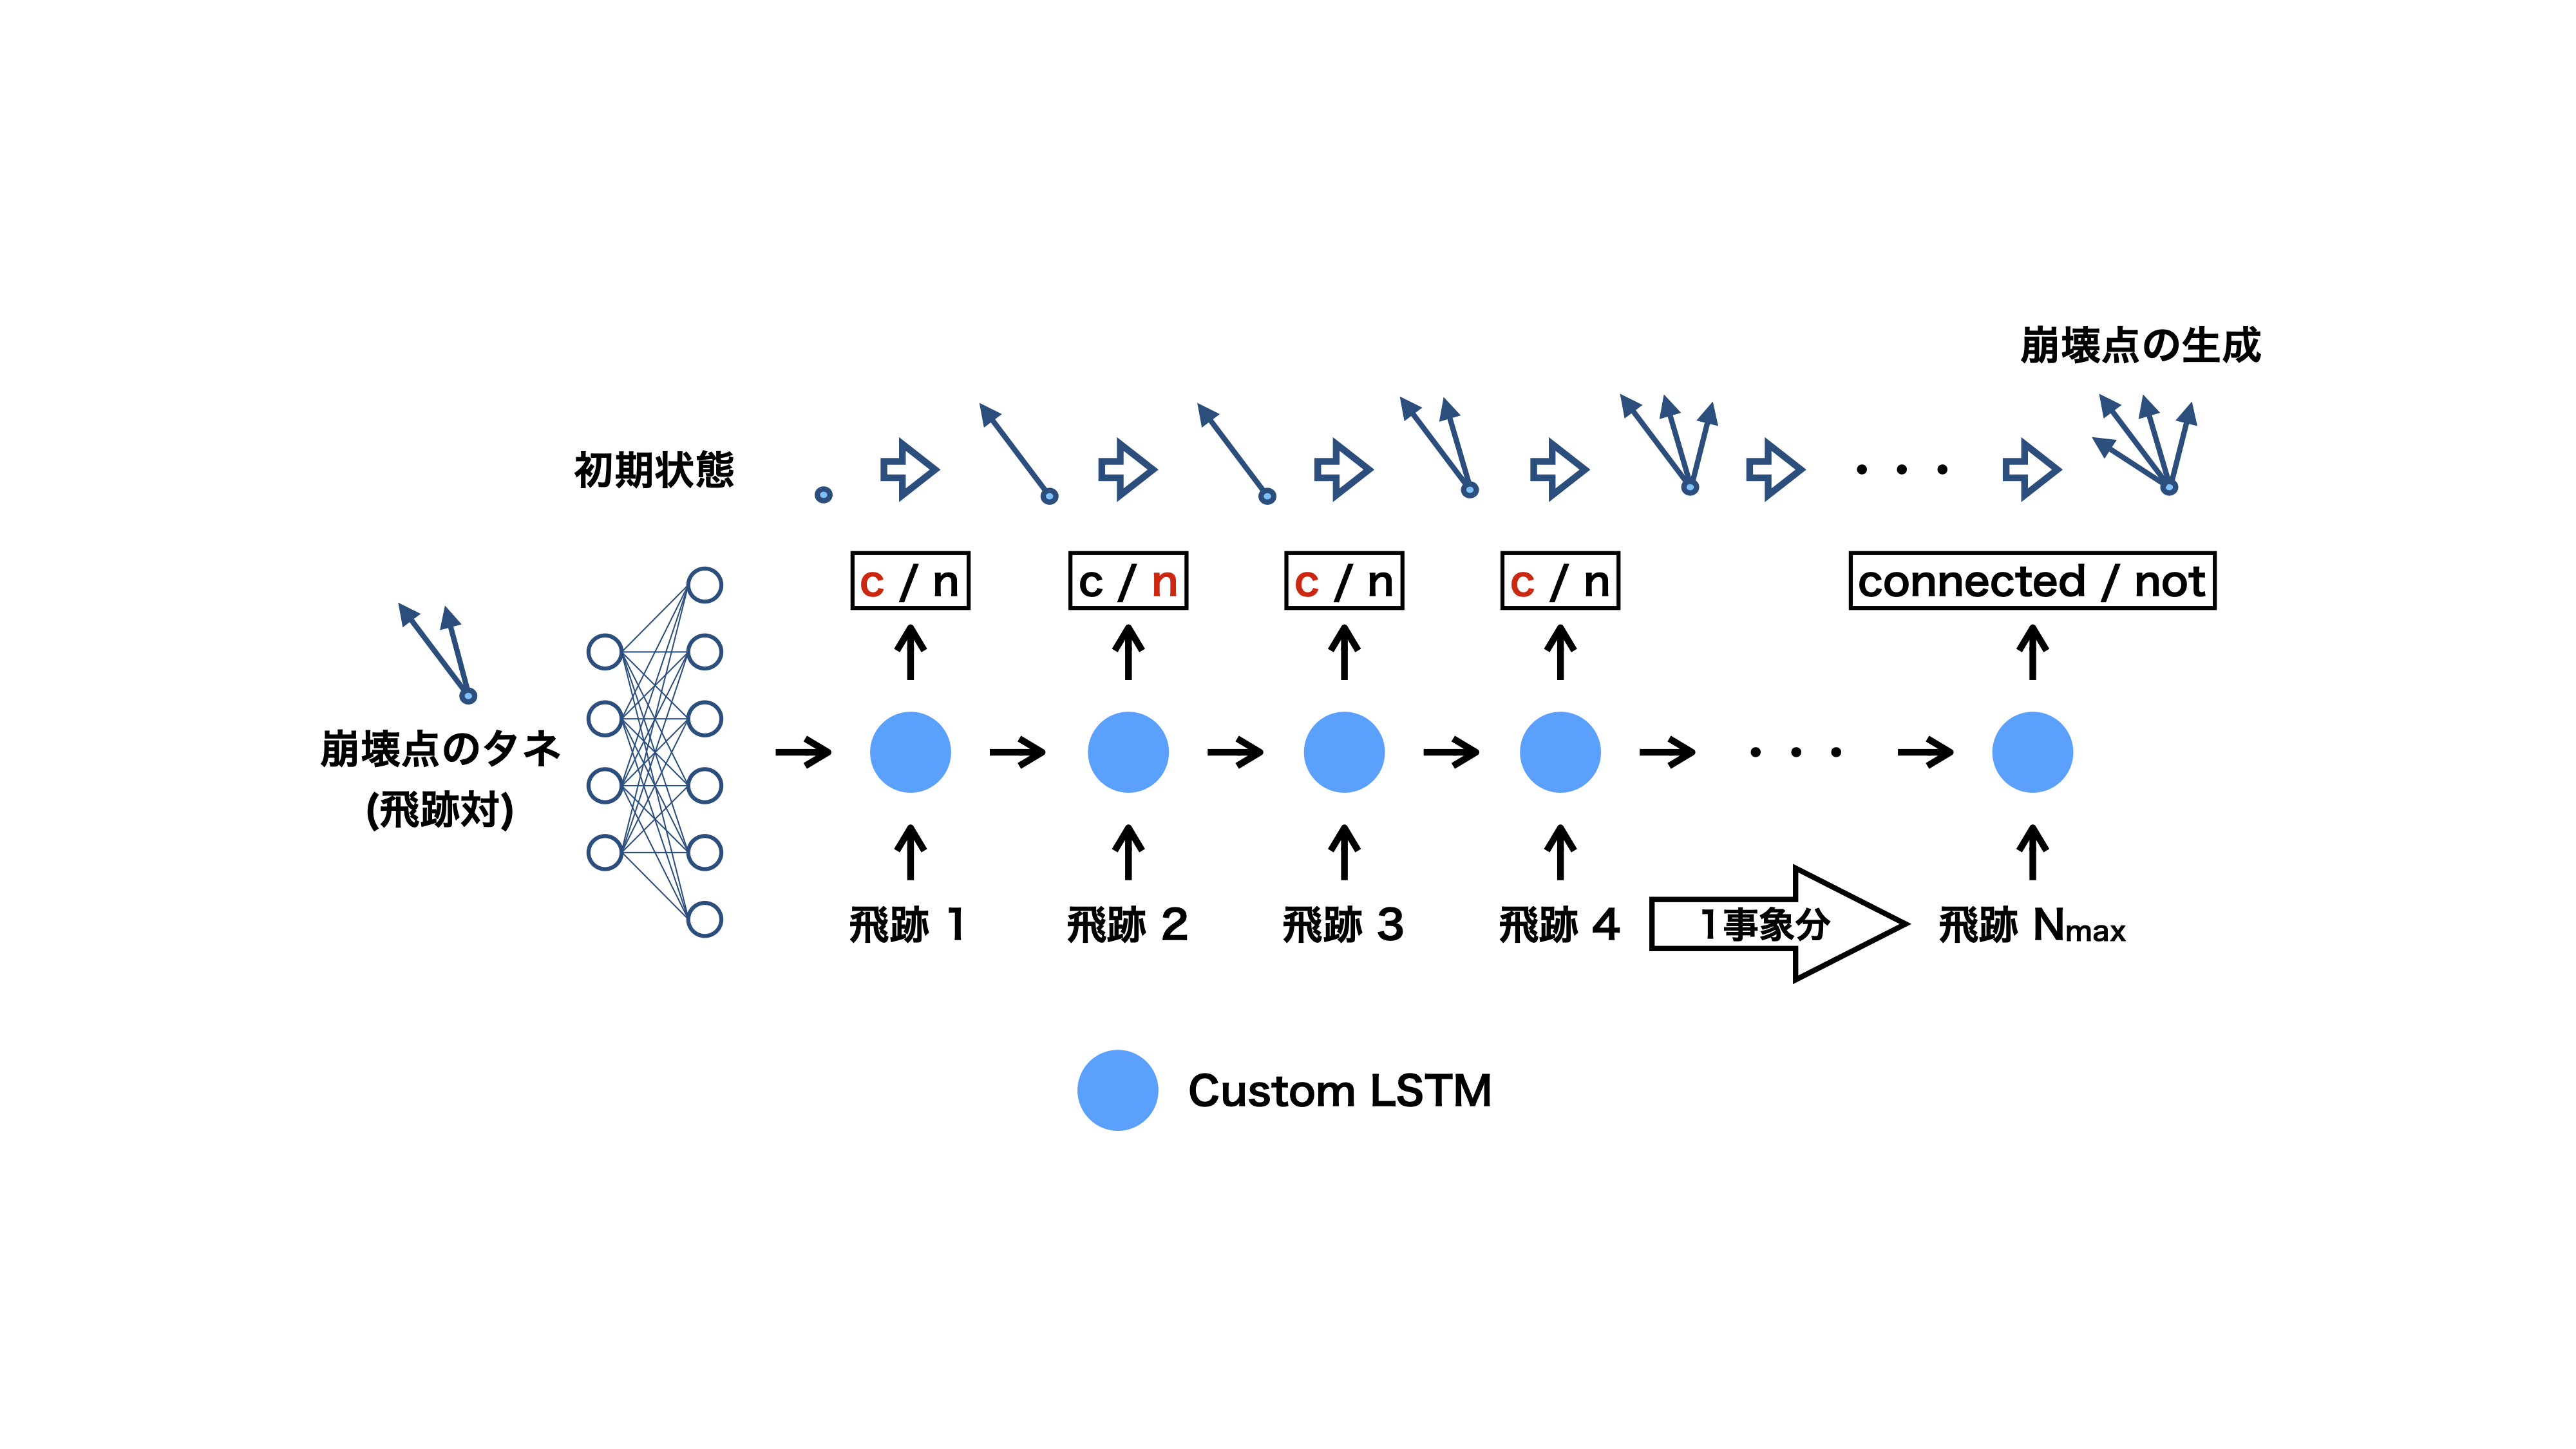 崩壊点の生成
初期状態
c / n
c / n
c / n
c / n
connected / not
崩壊点のタネ
(飛跡対)
飛跡 1
飛跡 2
飛跡 3
飛跡 4
1事象分
飛跡 Nmax
Custom LSTM